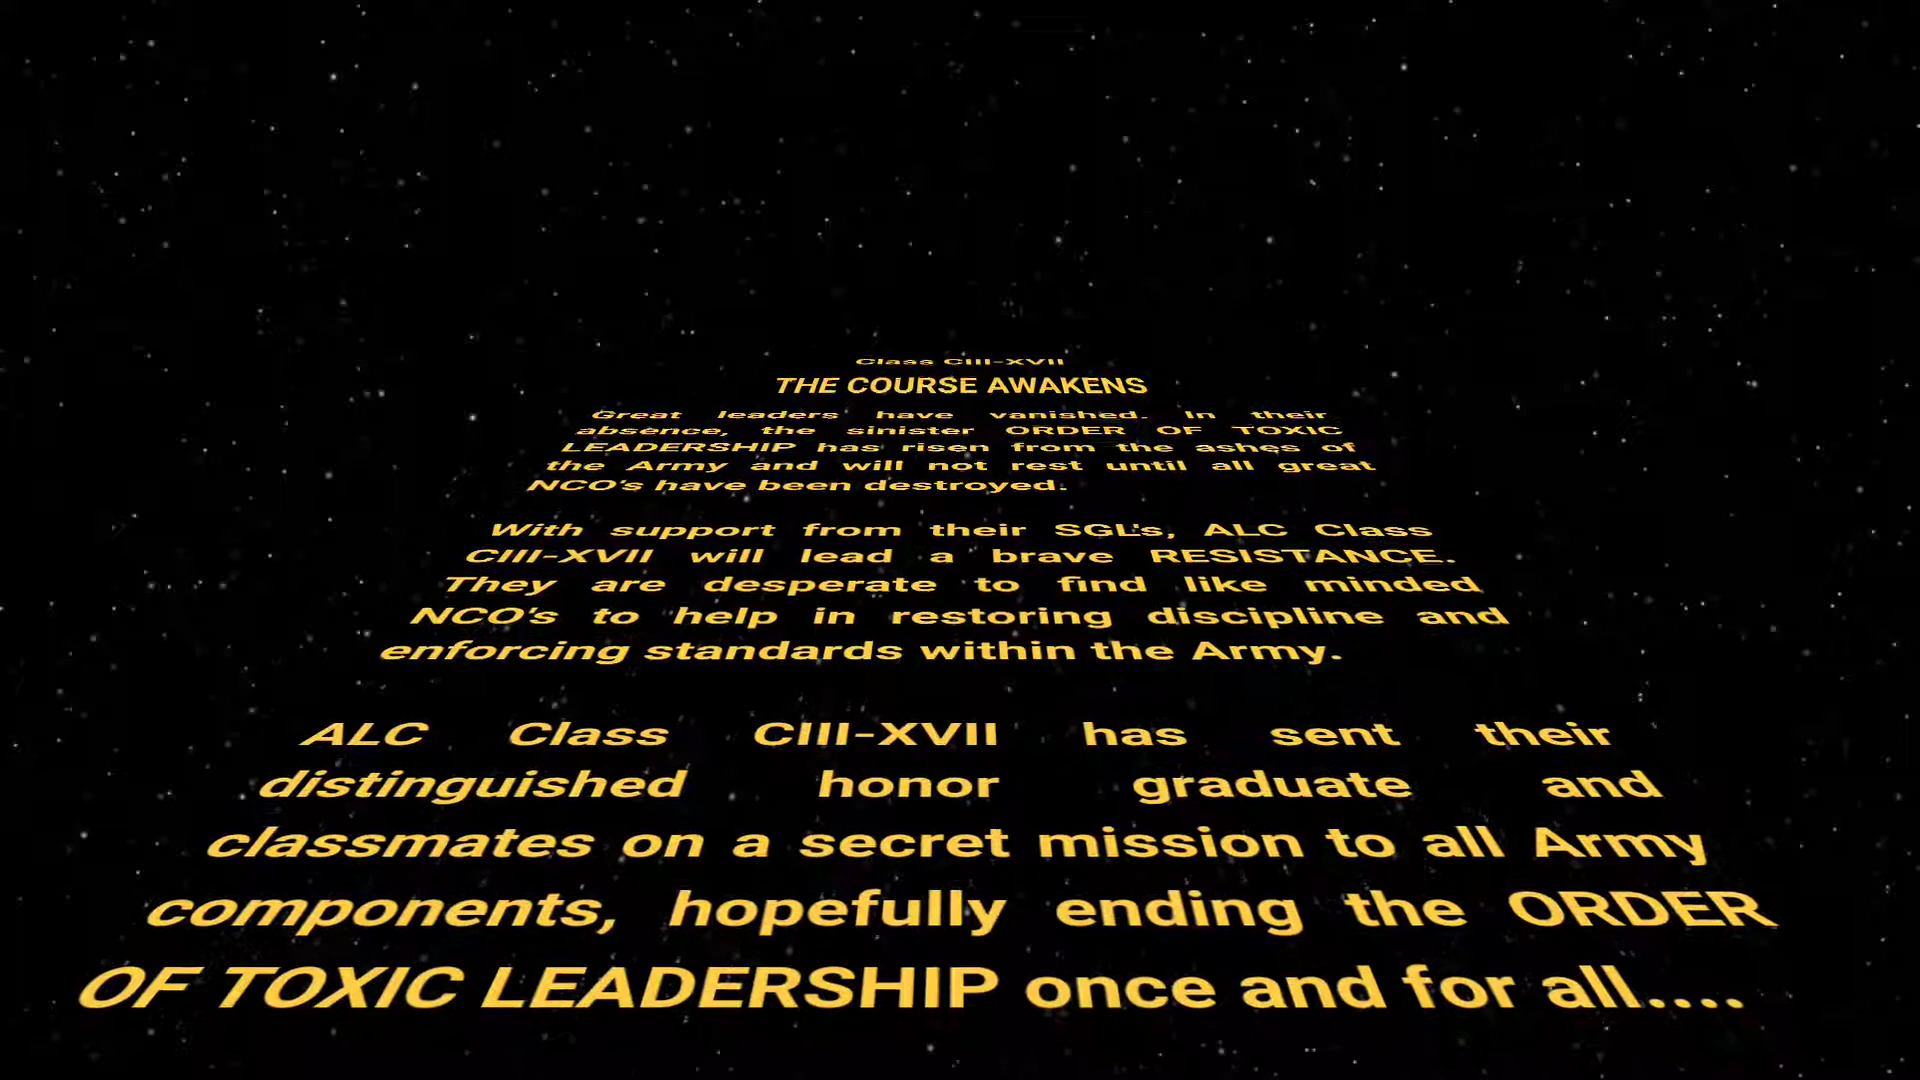 Class CIII-XVII
THE COURSE AWAKENS
Great leaders have vanished. In their
absence, the sinister ORDER OF TOXIC
LEADERSHIP has risen from the ashes of
the Army and will not rest until all great
NCO's have been destroyed.
With support from their SGL's, ALC Class
CIII-XVII will lead a brave RESISTANCE.
They are desperate to find like minded
NCO's to help in restoring discipline and
enforcing standards within the Army.
ALC Class CIII-XVII has sent their
distinguished honor graduate and
classmates on a secret mission to all Army
components, hopefully ending the ORDER
OF TOXIC LEADERSHIP once and for all....